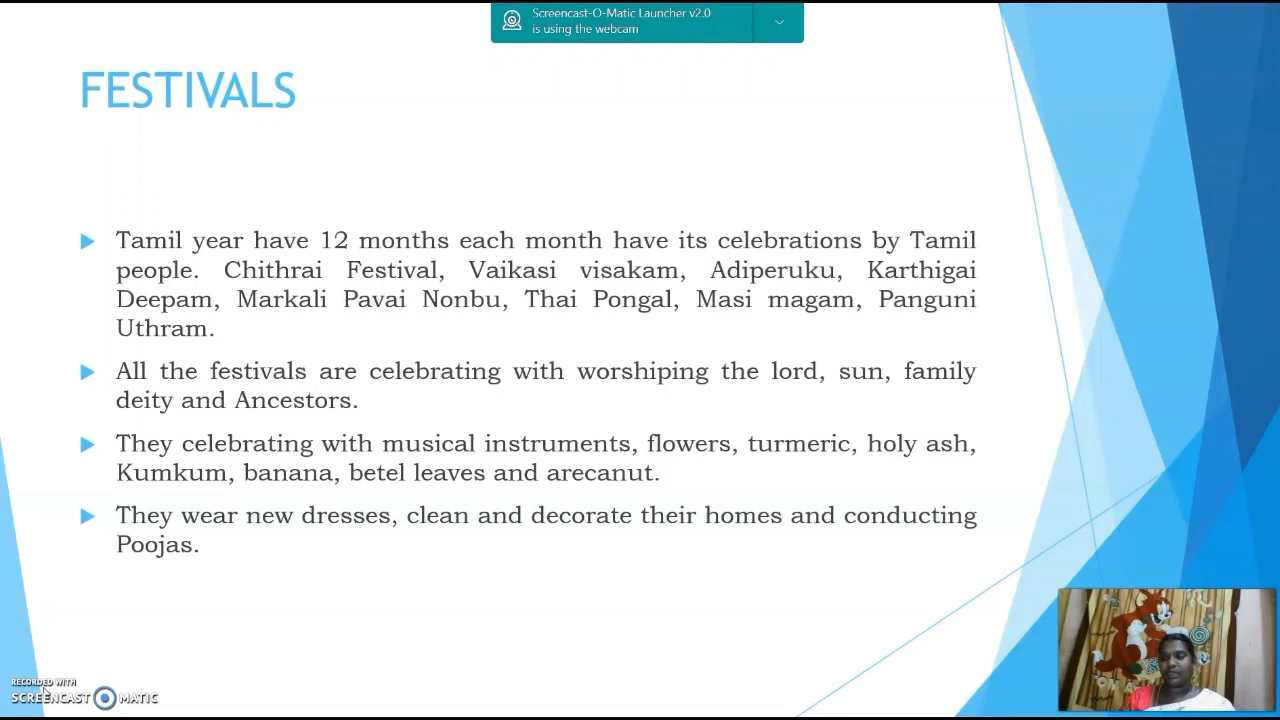 Screencast-O-Matic Launcher v2.0
is using the webcam
FESTIVALS
Tamil year have 12 months each month have its celebrations by Tamil
people. Chithrai Festival, Vaikasi visakam, Adiperuku, Karthigai
Deepam, Markali Pavai Nonbu, Thai Pongal, Masi magam, Panguni
Uthram.
All the festivals are celebrating with worshiping the lord, sun, family
deity and Ancestors.
They celebrating with musical instruments, flowers, turmeric, holy ash,
Kumkum, banana, betel leaves and arecanut.
They wear new dresses, clean and decorate their homes and conducting
Poojas.
RECORDED WITH
SCREENCAST MATIC